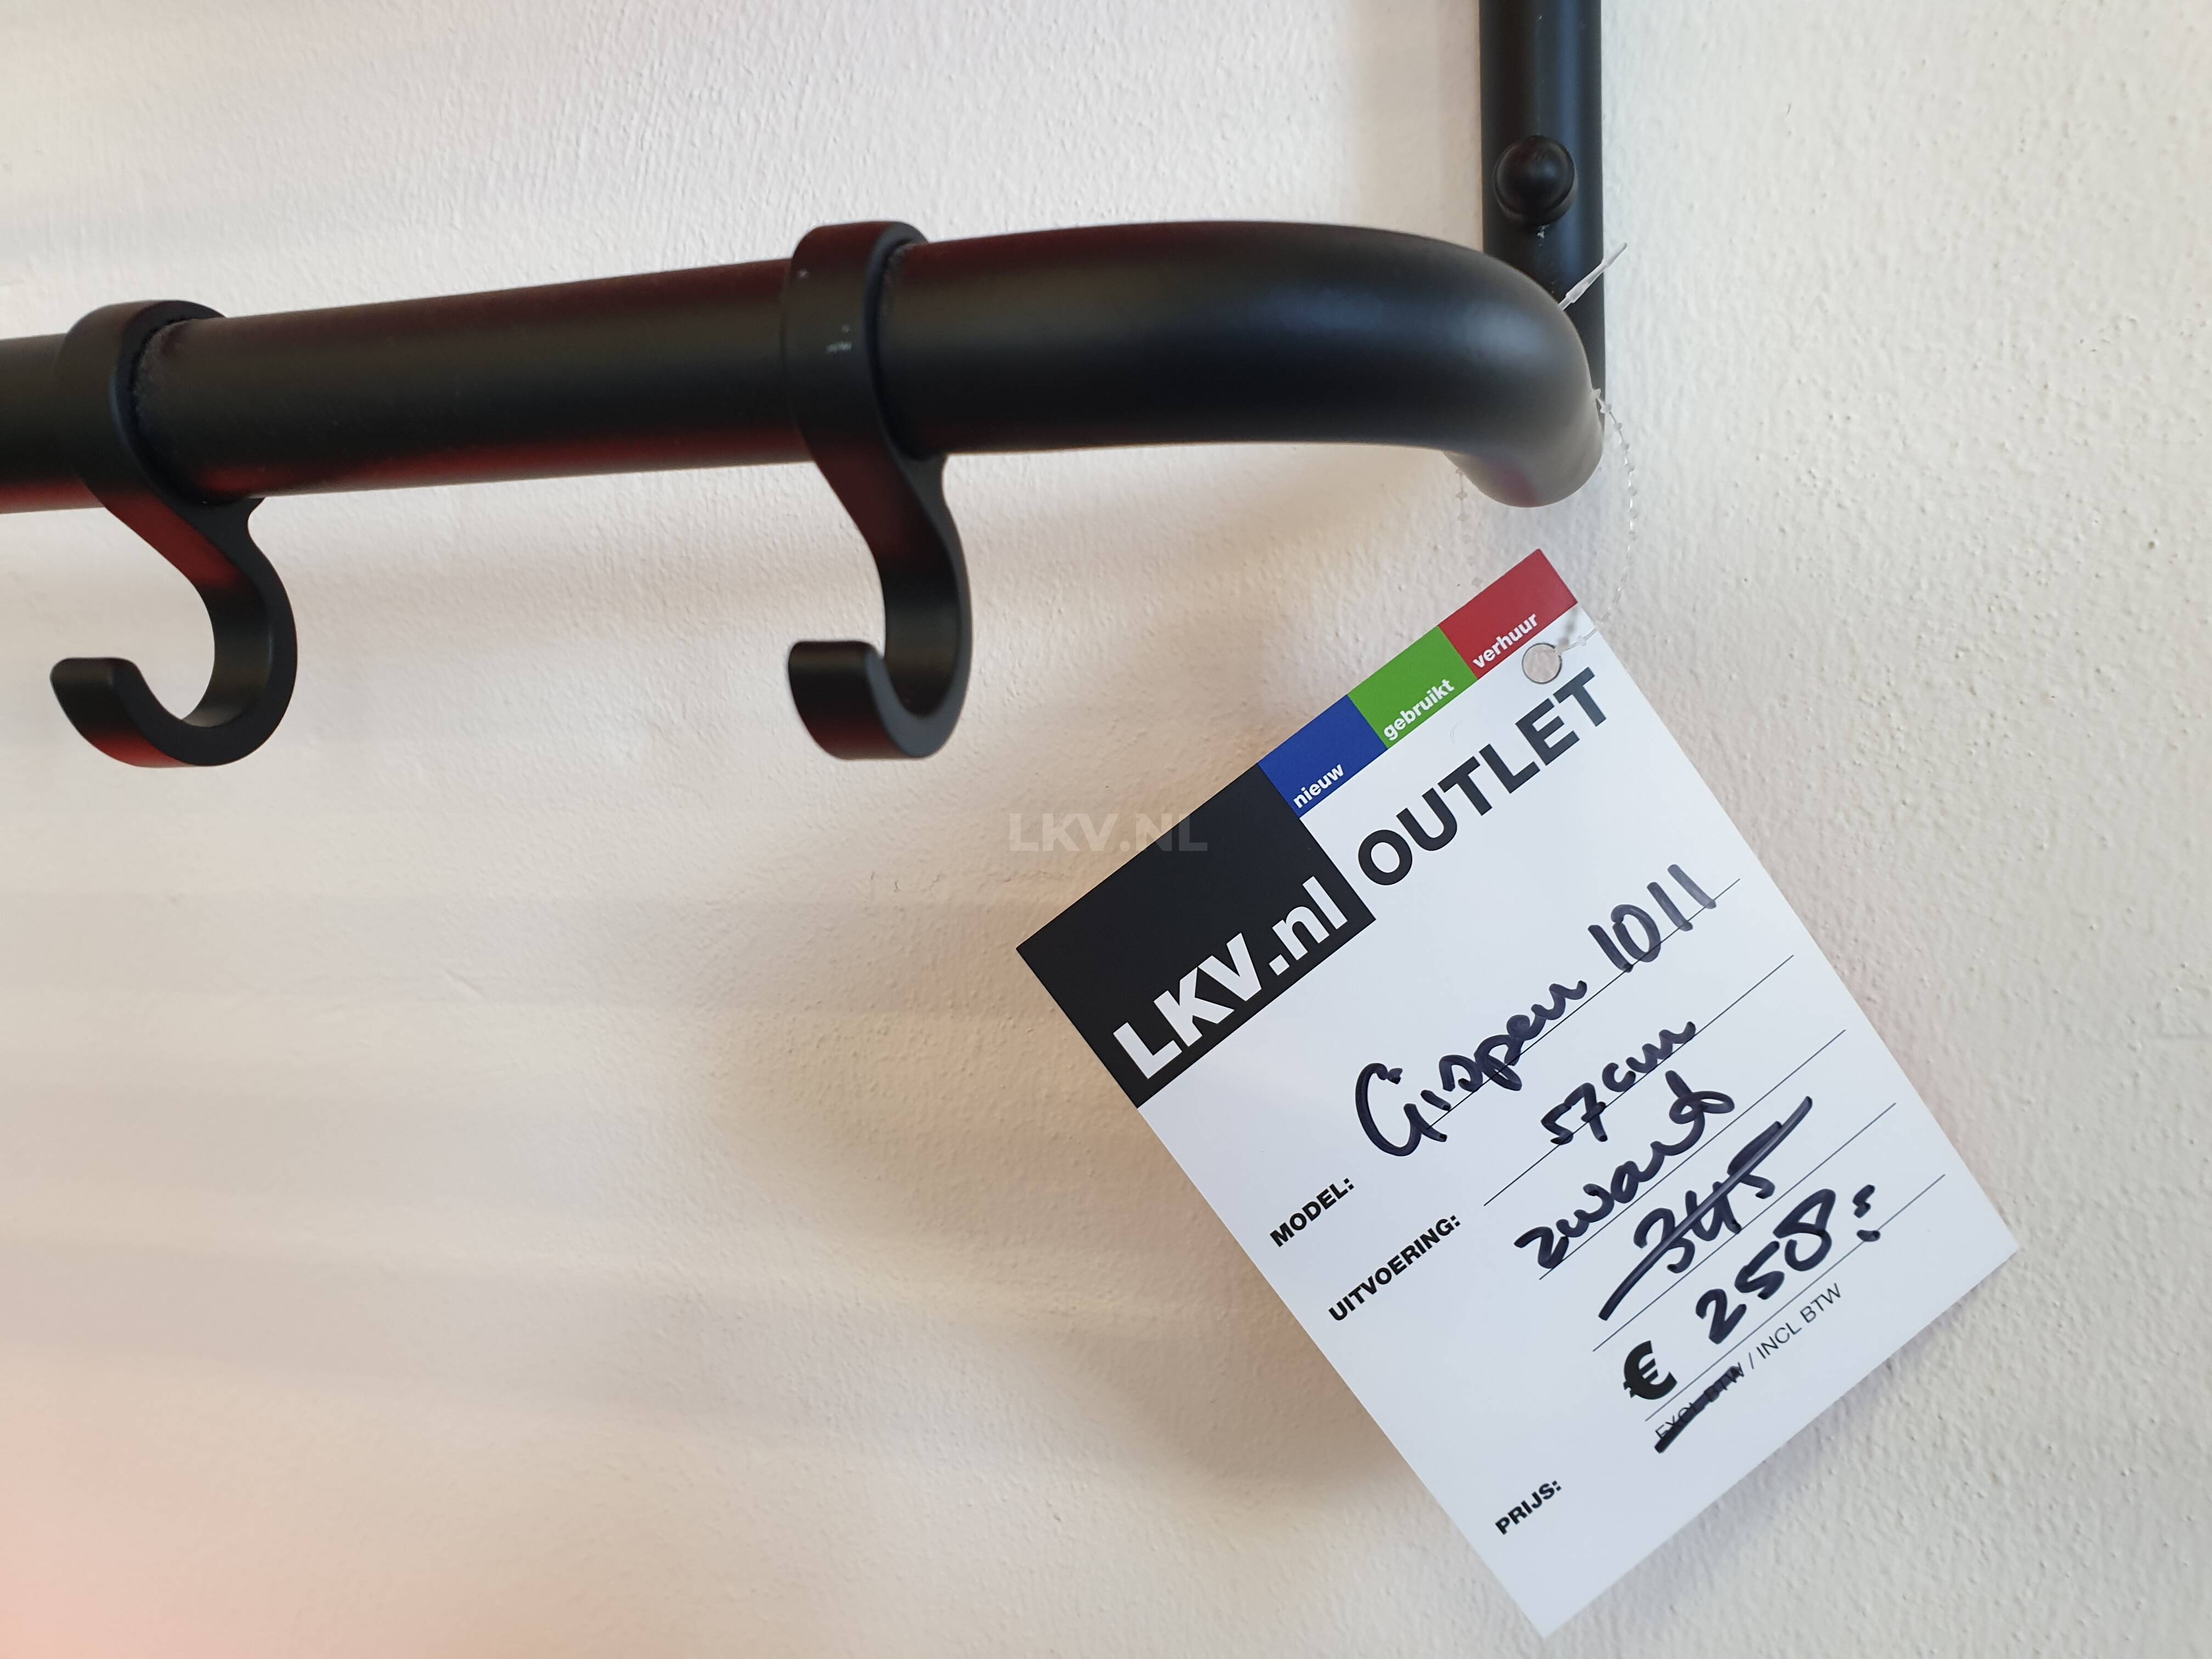 nieuw gebruikt verhuur
LKV.nl OUTLET
MODEL: Gispen 1011
UITVOERING: 57cm
zwart
345
€ 258,-
EXCL BTW / INCL BTW
PRIJS:
LKV.NL